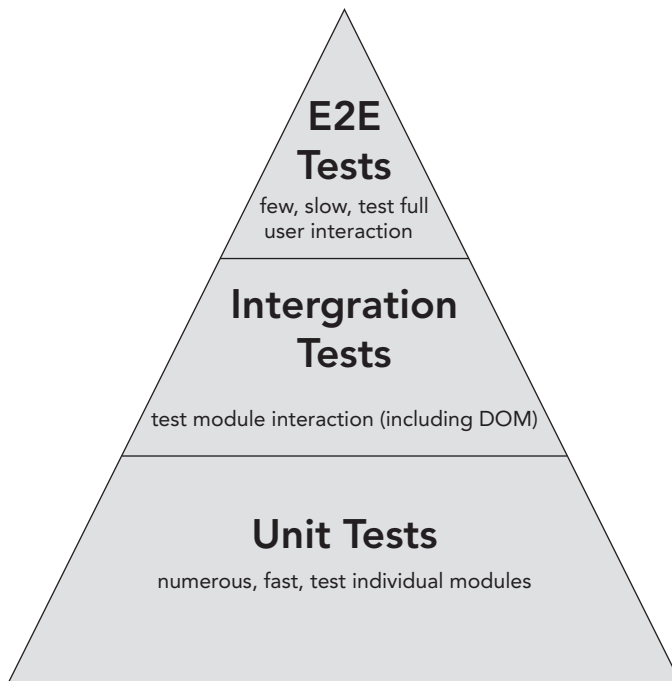 E2E
Tests
few, slow, test full
user interaction
Intergration
Tests
test module interaction (including DOM)
Unit Tests
numerous, fast, test individual modules